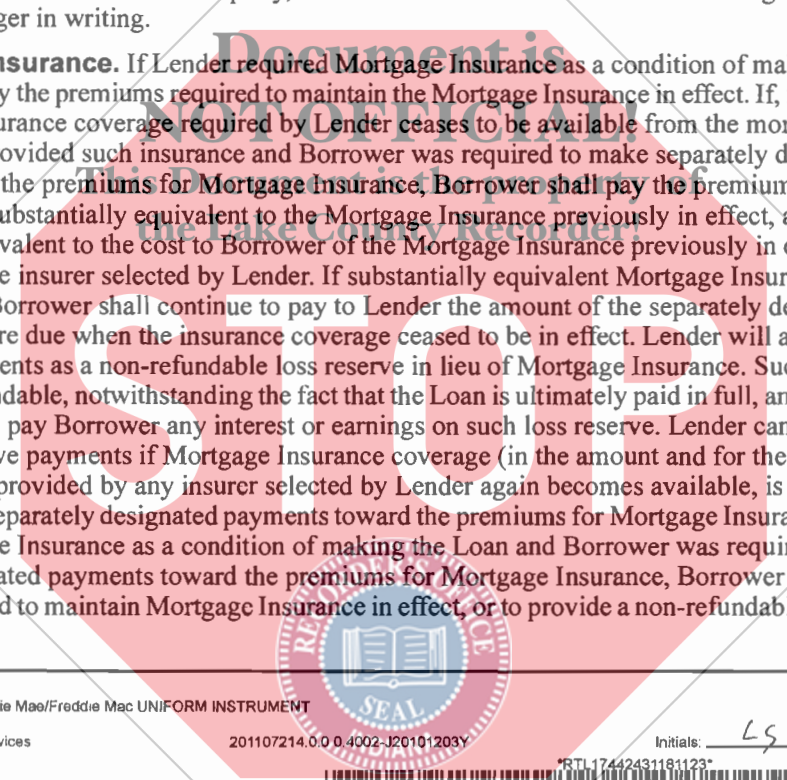 ger in writing.
nsurance. If Lender required Mortgage Insurance as a condition of ma
y the premiums required to maintain the Mortgage Insurance in effect. If,
urance coverage required by Lender ceases to be available from the mor
rovided such insurance and Borrower was required to make separately d
the premiums for Mortgage Insurance, Borrower shall pay the premium
ubstantially equivalent to the Mortgage Insurance previously in effect, a
valent to the cost to Borrower of the Mortgage Insurance previously in e
e insurer selected by Lender. If substantially equivalent Mortgage Insur
Borrower shall continue to pay to Lender the amount of the separately de
re due when the insurance coverage ceased to be in effect. Lender will a
ents as a non-refundable loss reserve in lieu of Mortgage Insurance. Suc
ndable, notwithstanding the fact that the Loan is ultimately paid in full, an
pay Borrower any interest or earnings on such loss reserve. Lender can
ve payments if Mortgage Insurance coverage (in the amount and for the
provided by any insurer selected by Lender again becomes available, is
eparately designated payments toward the premiums for Mortgage Insura
e Insurance as a condition of making the Loan and Borrower was requir
ated payments toward the premiums for Mortgage Insurance, Borrower
d to maintain Mortgage Insurance in effect, or to provide a non-refundab
Document is
NOT OFFICIAL!
This Document is the property of
the Lake County Recorder!
STOP
RECORDER'S OFFICE
SEAL
INDIANA
ie Mae/Freddie Mac UNIFORM INSTRUMENT
vices 201107214.0.0.0.4002-J20101203Y Initials: LS
*RTL17442431181123*